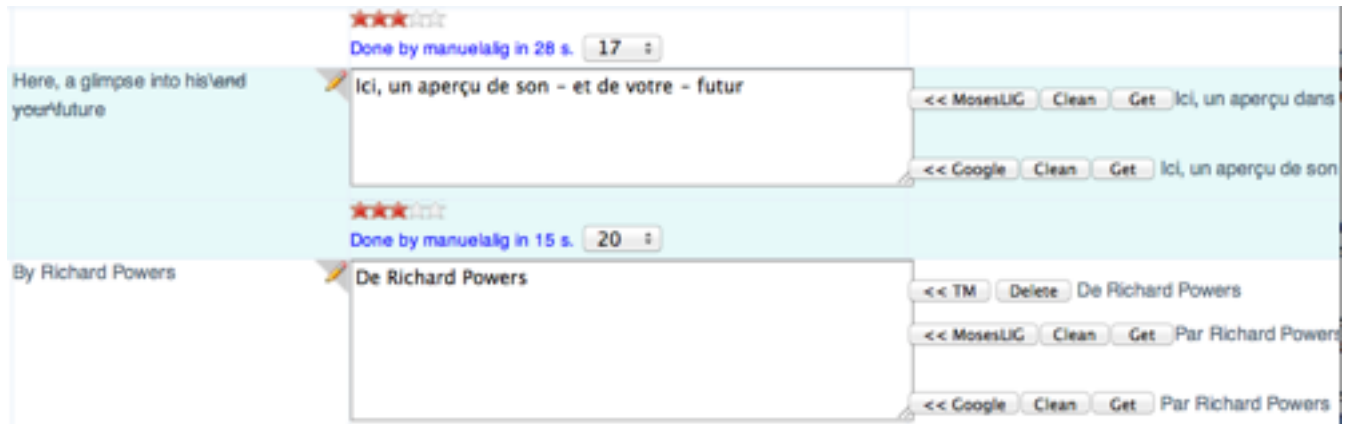 Done by manuelalig in 28 s. 17
Here, a glimpse into his\and
your\future
Ici, un aperçu de son – et de votre – futur
<< MosesLIG Clean Get Ici, un aperçu dans
<< Google Clean Get Ici, un aperçu de son
Done by manuelalig in 15 s. 20
By Richard Powers
De Richard Powers
<< TM Delete De Richard Powers
<< MosesLIG Clean Get Par Richard Powers
<< Google Clean Get Par Richard Powers